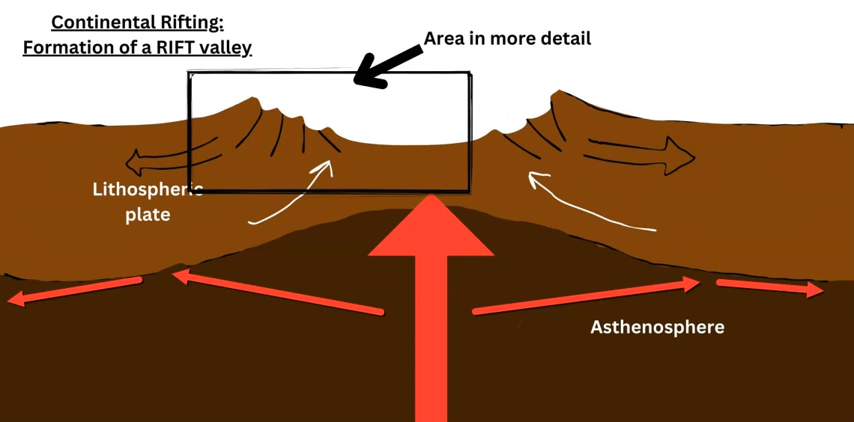 Continental Rifting:
Formation of a RIFT valley
Area in more detail
Lithospheric
plate
Asthenosphere